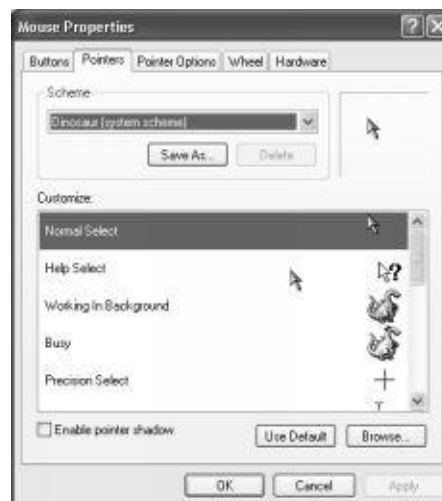 Mouse Properties
Buttons Pointers Pointer Options Wheel Hardware
Scheme
Dinosaur (system scheme)
Save As... Delete
Customize:
Normal Select
Help Select
Working In Background
Busy
Precision Select
Enable pointer shadow
Use Default Browse...
OK Cancel Apply